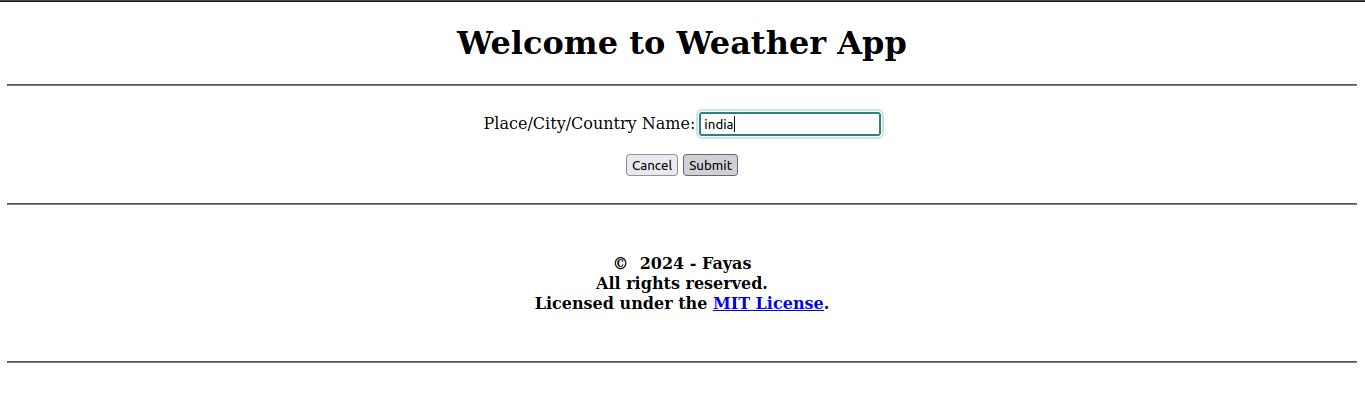 Welcome to Weather App
Place/City/Country Name: india
Cancel Submit
© 2024 - Fayas
All rights reserved.
Licensed under the MIT License.